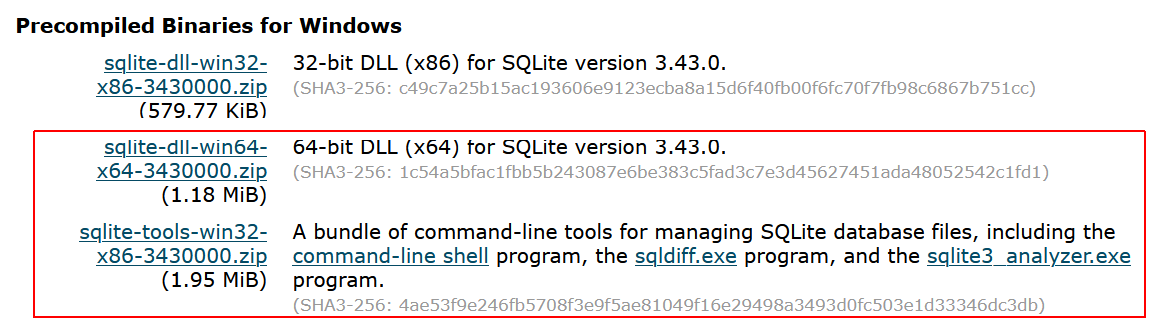 Precompiled Binaries for Windows
sqlite-dll-win32- 32-bit DLL (x86) for SQLite version 3.43.0.
x86-3430000.zip (SHA3-256: c49c7a25b15ac193606e9123ecba8a15d6f40fb00f6fc70f7fb98c6867b751cc)
(579.77 KiB)
sqlite-dll-win64- 64-bit DLL (x64) for SQLite version 3.43.0.
x64-3430000.zip (SHA3-256: 1c54a5bfac1fbb5b243087e6be383c5fad3c7e3d45627451ada48052542c1fd1)
(1.18 MiB)
sqlite-tools-win32- A bundle of command-line tools for managing SQLite database files, including the
x86-3430000.zip command-line shell program, the sqldiff.exe program, and the sqlite3_analyzer.exe
(1.95 MiB) program.
(SHA3-256: 4ae53f9e246fb5708f3e9f5ae81049f16e29498a3493d0fc503e1d33346dc3db)